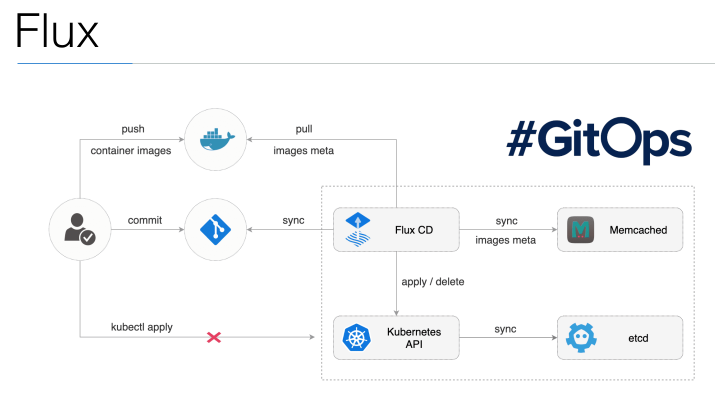 Flux
#GitOps
push
container images
pull
images meta
commit
sync
Flux CD
sync
images meta
Memcached
apply / delete
kubectl apply
Kubernetes
API
sync
etcd